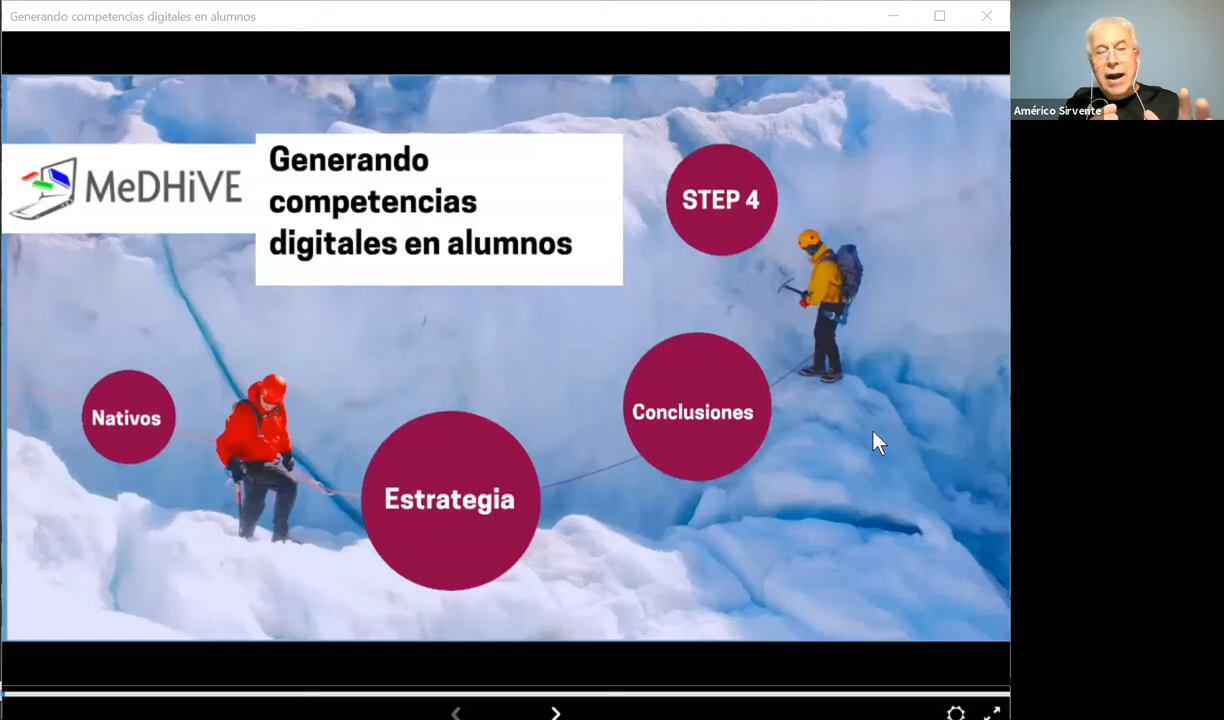 Generando competencias digitales en alumnos
Américo Sirvente
MeDHiVE
Generando
competencias
digitales en alumnos
STEP 4
Nativos
Estrategia
Conclusiones